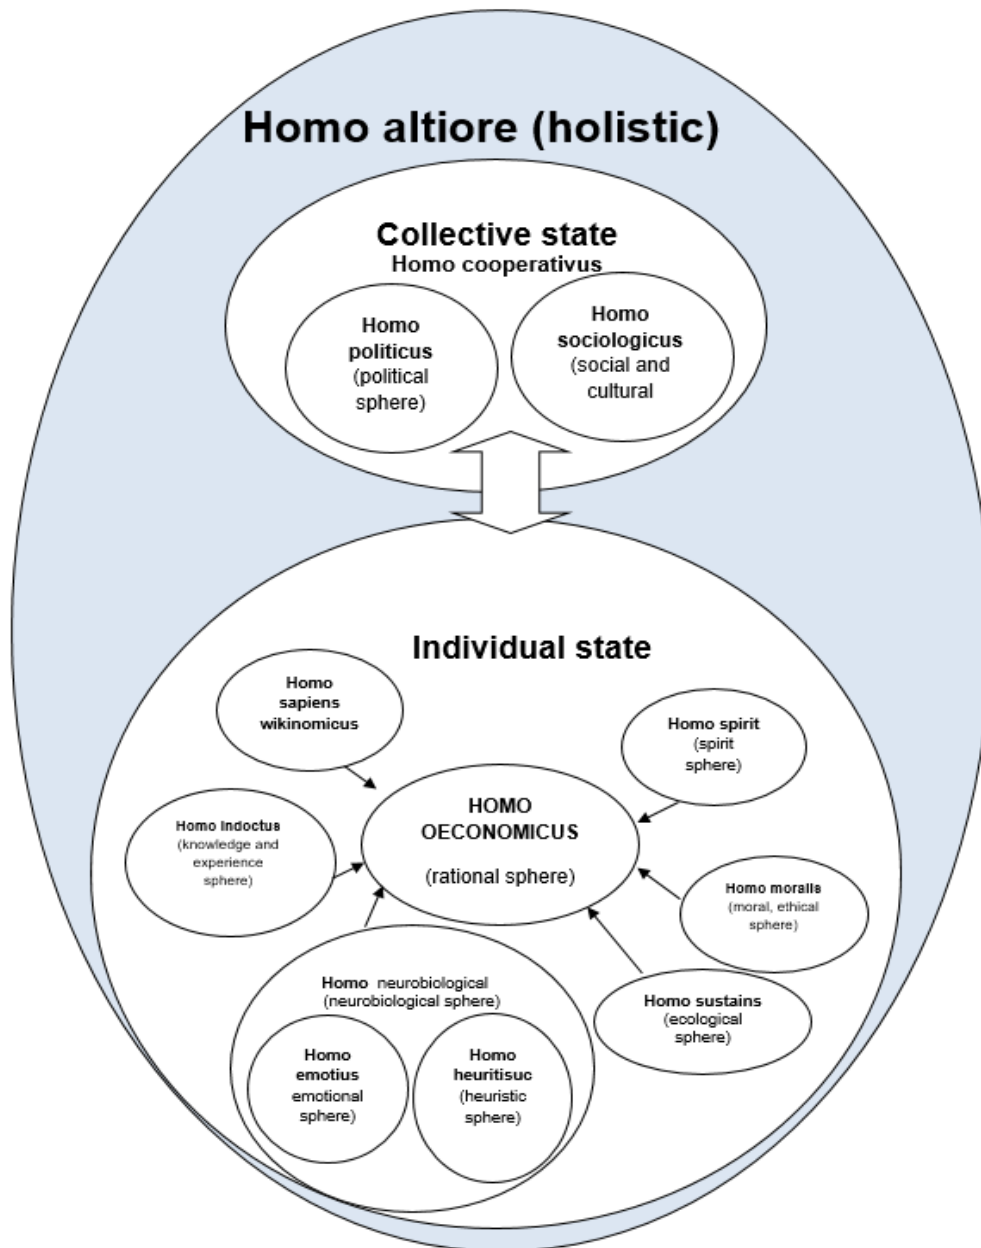 Homo altiore (holistic)
Collective state
Homo cooperativus
Homo
politicus
(political
sphere)
Homo
sociologicus
(social and
cultural
Individual state
Homo
sapiens
wikinomicus
Homo spirit
(spirit
sphere)
HOMO
OECONOMICUS
(rational sphere)
Homo indoctus
(knowledge and
experience
sphere)
Homo moralis
(moral, ethical
sphere)
Homo neurobiological
(neurobiological sphere)
Homo sustains
(ecological
sphere)
Homo
emotius
emotional
sphere)
Homo
heuritisuc
(heuristic
sphere)